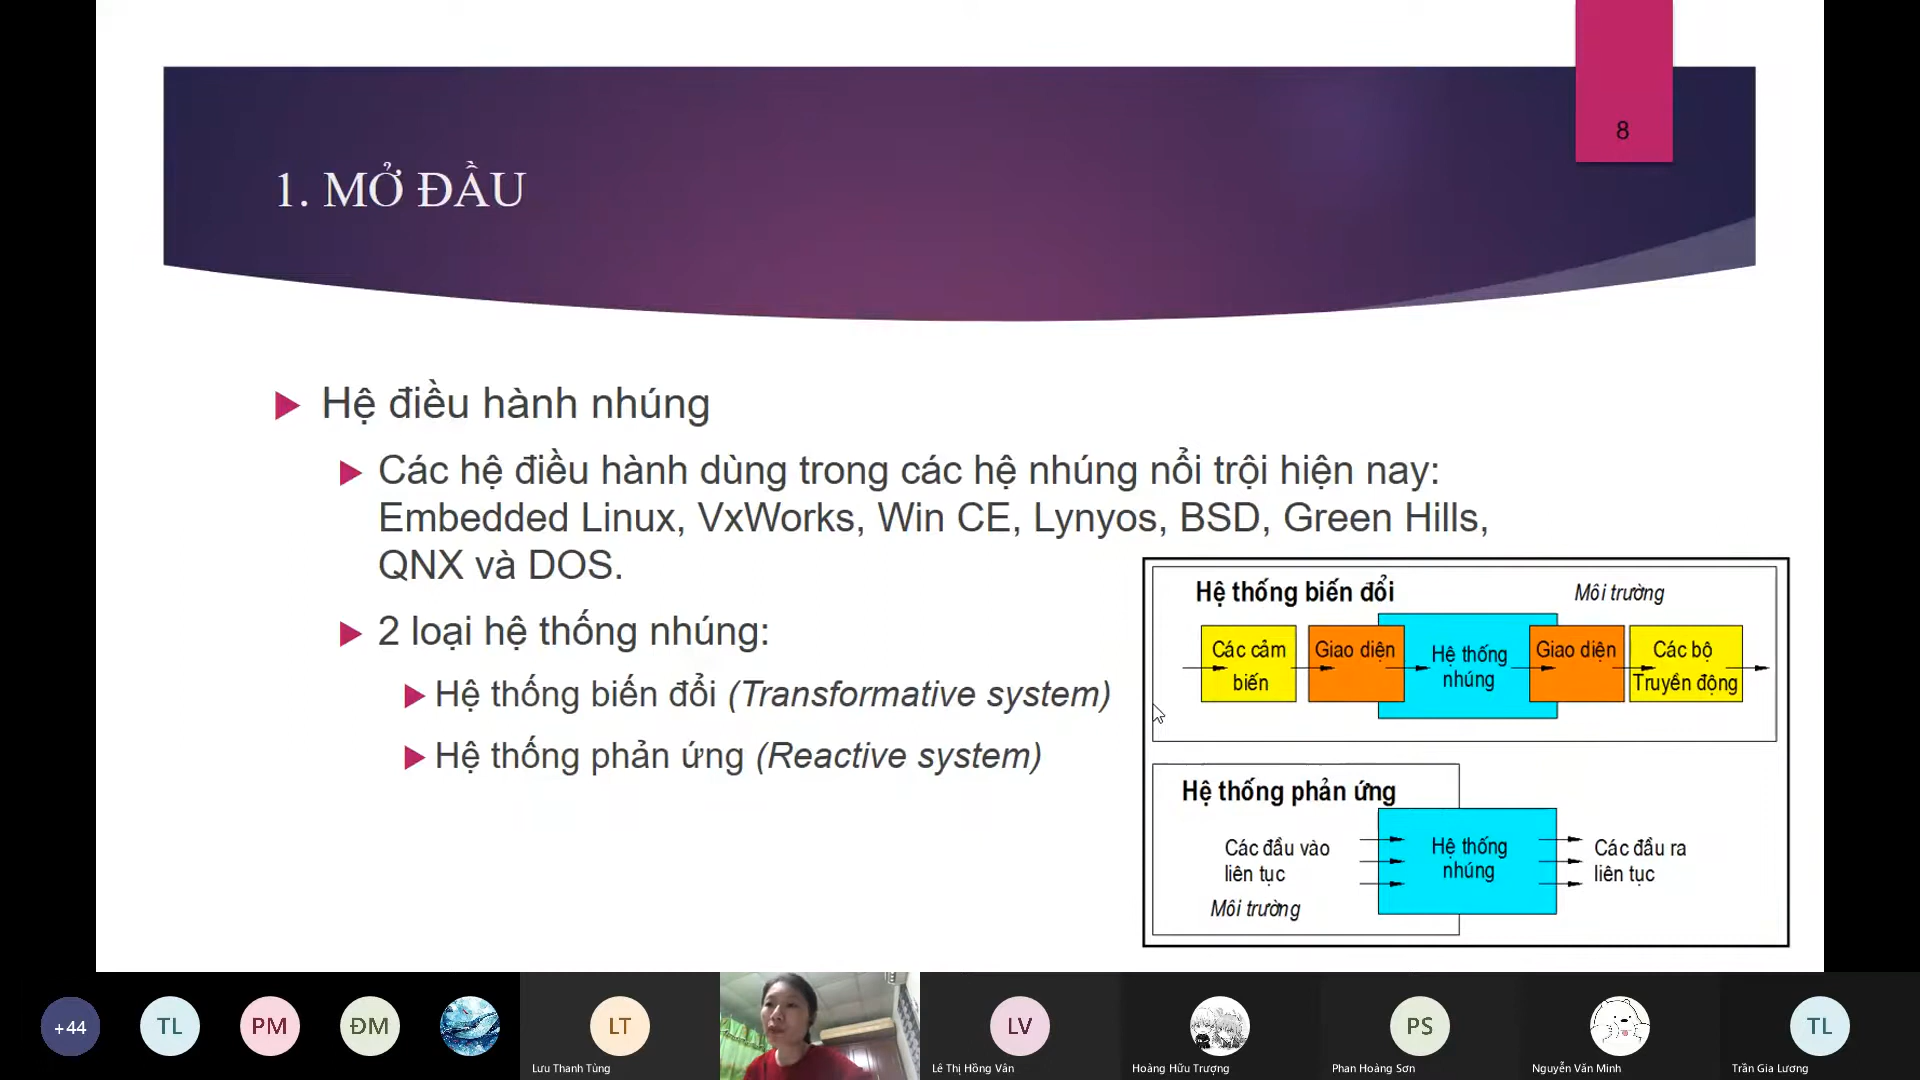 8
1. MỞ ĐẦU
Hệ điều hành nhúng
Các hệ điều hành dùng trong các hệ nhúng nổi trội hiện nay:
Embedded Linux, VxWorks, Win CE, Lynyos, BSD, Green Hills,
QNX và DOS.
2 loại hệ thống nhúng:
Hệ thống biến đổi (Transformative system)
Hệ thống phản ứng (Reactive system)
Hệ thống biến đổi
Môi trường
Các cảm
biến
Giao diện
Hệ thống
nhúng
Giao diện
Các bộ
Truyền động
Hệ thống phản ứng
Các đầu vào
liên tục
Môi trường
Hệ thống
nhúng
Các đầu ra
liên tục
+44
TL
PM
ĐM
LT
Lưu Thanh Tùng
LV
Lê Thị Hồng Vân
Hoàng Hữu Trượng
PS
Phan Hoàng Sơn
Nguyễn Văn Minh
TL
Trần Gia Lương